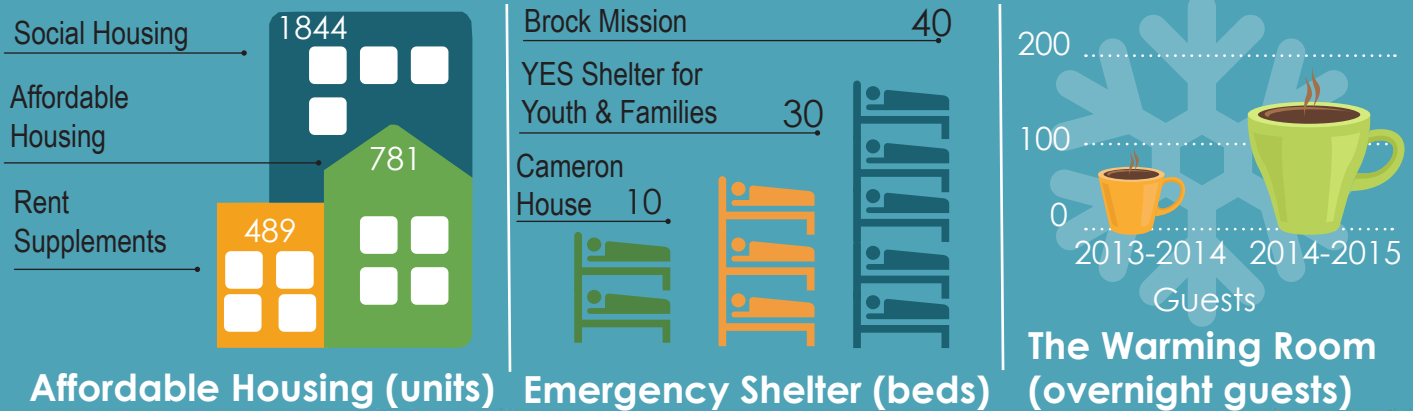 Social Housing
1844
Affordable
Housing
781
Rent
Supplements
489
Affordable Housing (units)
Brock Mission 40
YES Shelter for
Youth & Families 30
Cameron
House 10
Emergency Shelter (beds)
200
100
0
2013-2014 2014-2015
Guests
The Warming Room
(overnight guests)